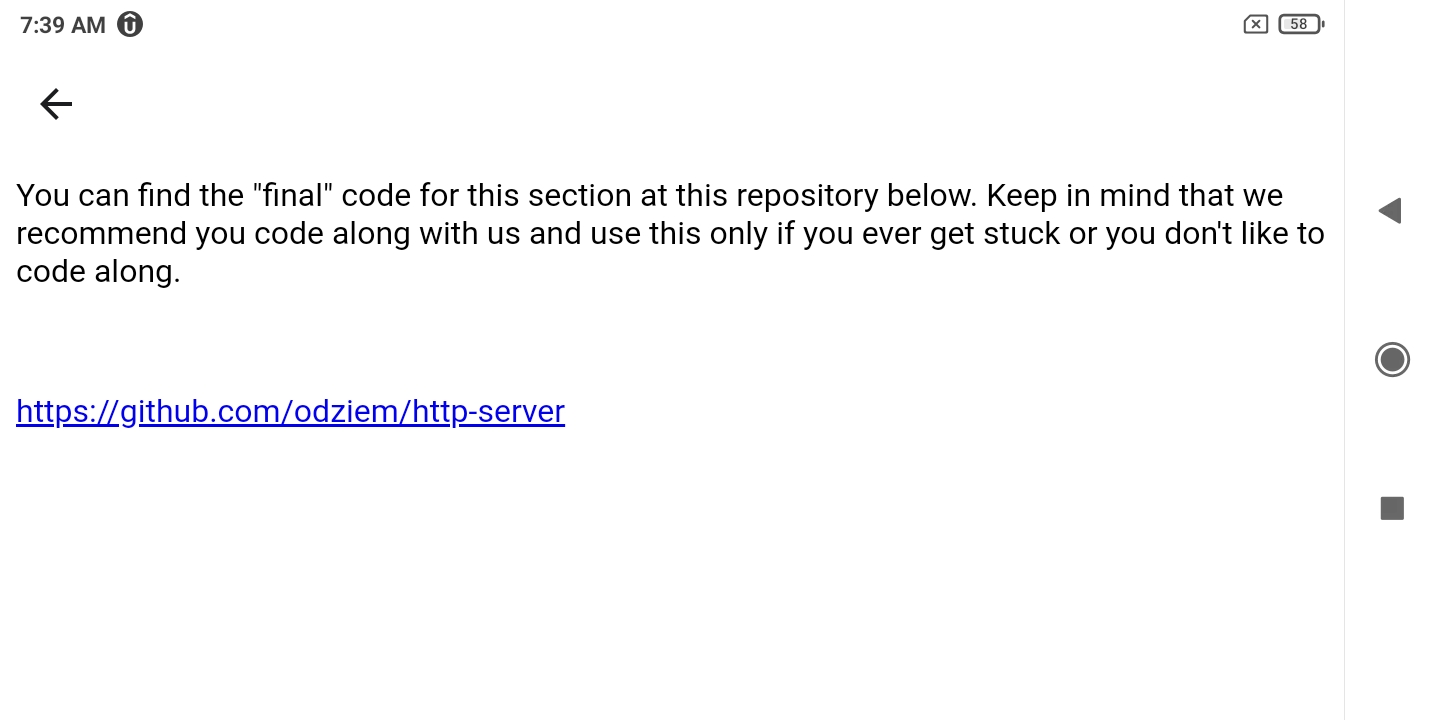 7:39 AM
58
You can find the "final" code for this section at this repository below. Keep in mind that we
recommend you code along with us and use this only if you ever get stuck or you don't like to
code along.
https://github.com/odziem/http-server